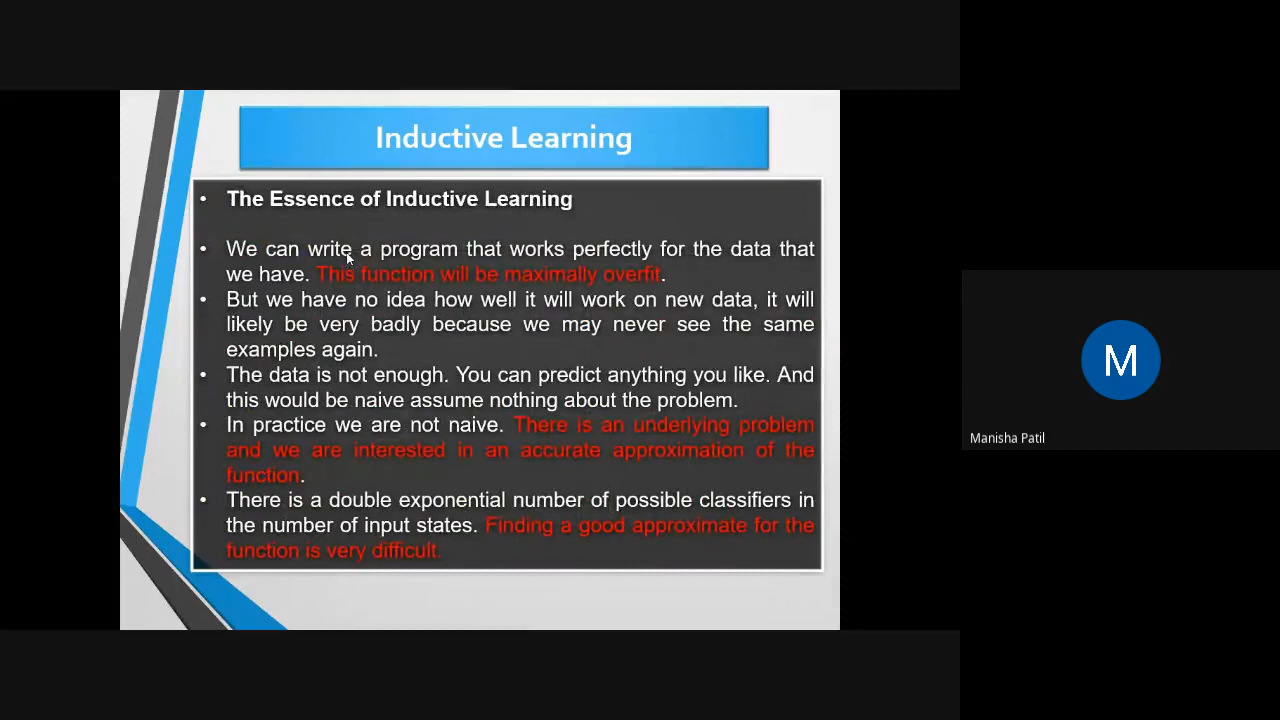 Inductive Learning
• The Essence of Inductive Learning
• We can write a program that works perfectly for the data that
we have. This function will be maximally overfit.
• But we have no idea how well it will work on new data, it will
likely be very badly because we may never see the same
examples again.
• The data is not enough. You can predict anything you like. And
this would be naive assume nothing about the problem.
• In practice we are not naive. There is an underlying problem
and we are interested in an accurate approximation of the
function.
• There is a double exponential number of possible classifiers in
the number of input states. Finding a good approximate for the
function is very difficult.
M
Manisha Patil